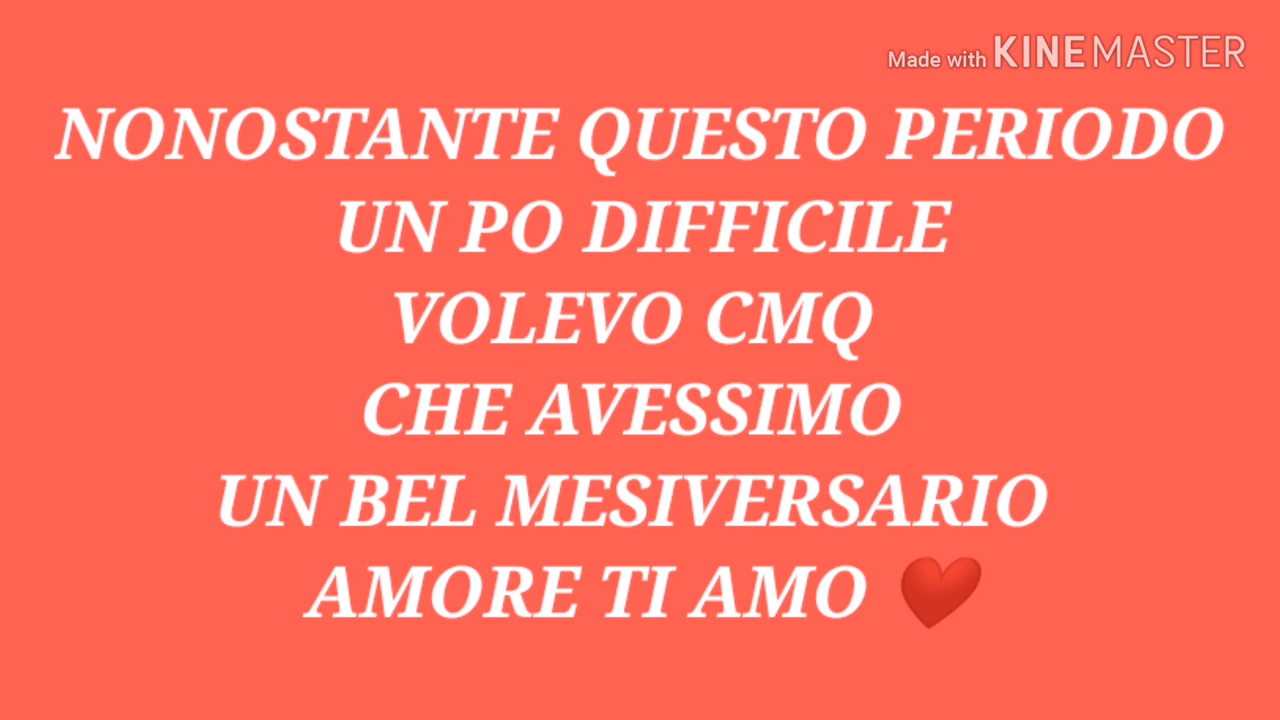 Made with KINEMASTER
NONOSTANTE QUESTO PERIODO
UN PO DIFFICILE
VOLEVO CMQ
CHE AVESSIMO
UN BEL MESIVERSARIO
AMORE TI AMO ❤️